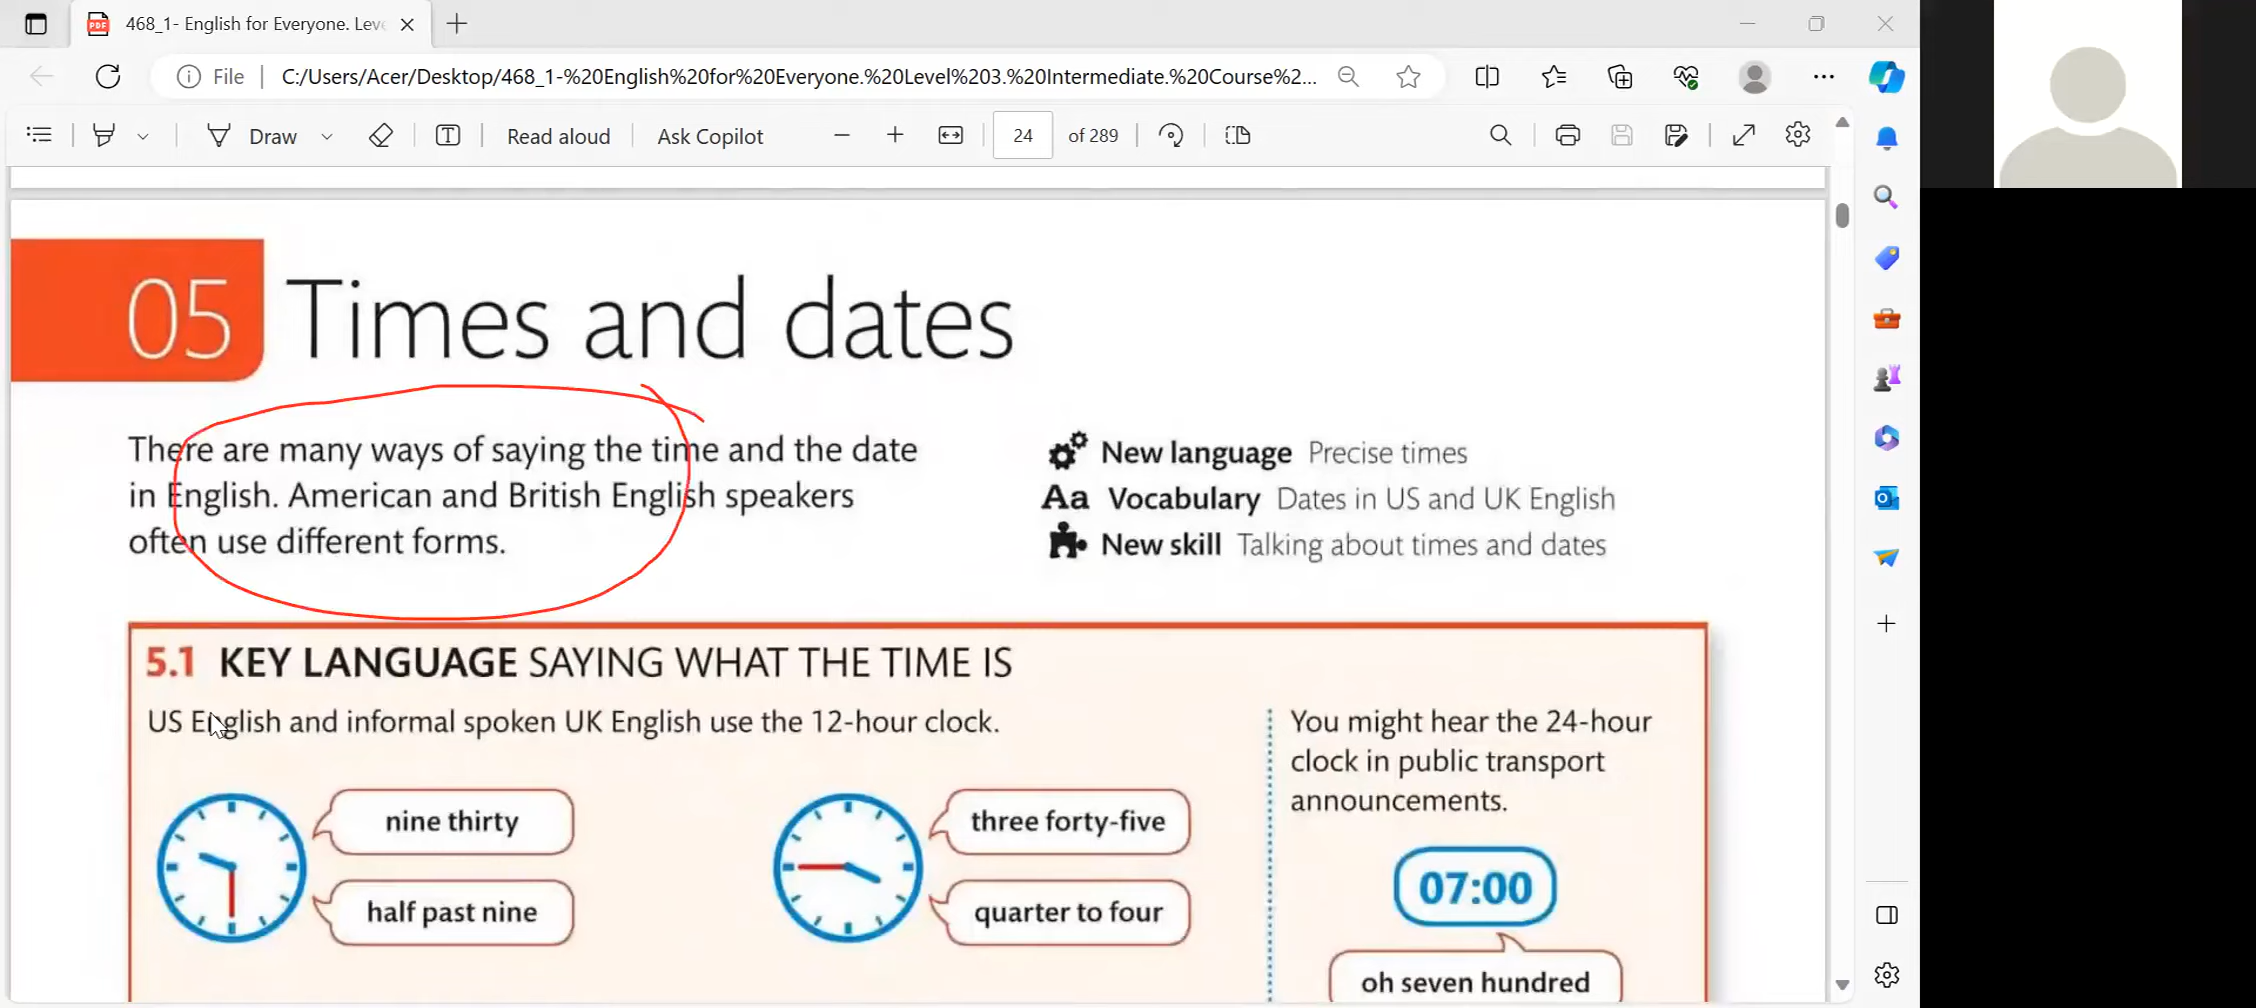 468_1- English for Everyone. Leve
File
C:/Users/Acer/Desktop/468_1-%20English%20for%20Everyone.%20Level%203.%20Intermediate.%20Course%2...
Draw
Read aloud
Ask Copilot
24
of 289
05 Times and dates
There are many ways of saying the time and the date
in English. American and British English speakers
often use different forms.
New language Precise times
Aa Vocabulary Dates in US and UK English
New skill Talking about times and dates
5.1 KEY LANGUAGE SAYING WHAT THE TIME IS
US English and informal spoken UK English use the 12-hour clock.
nine thirty
half past nine
three forty-five
quarter to four
You might hear the 24-hour
clock in public transport
announcements.
07:00
oh seven hundred